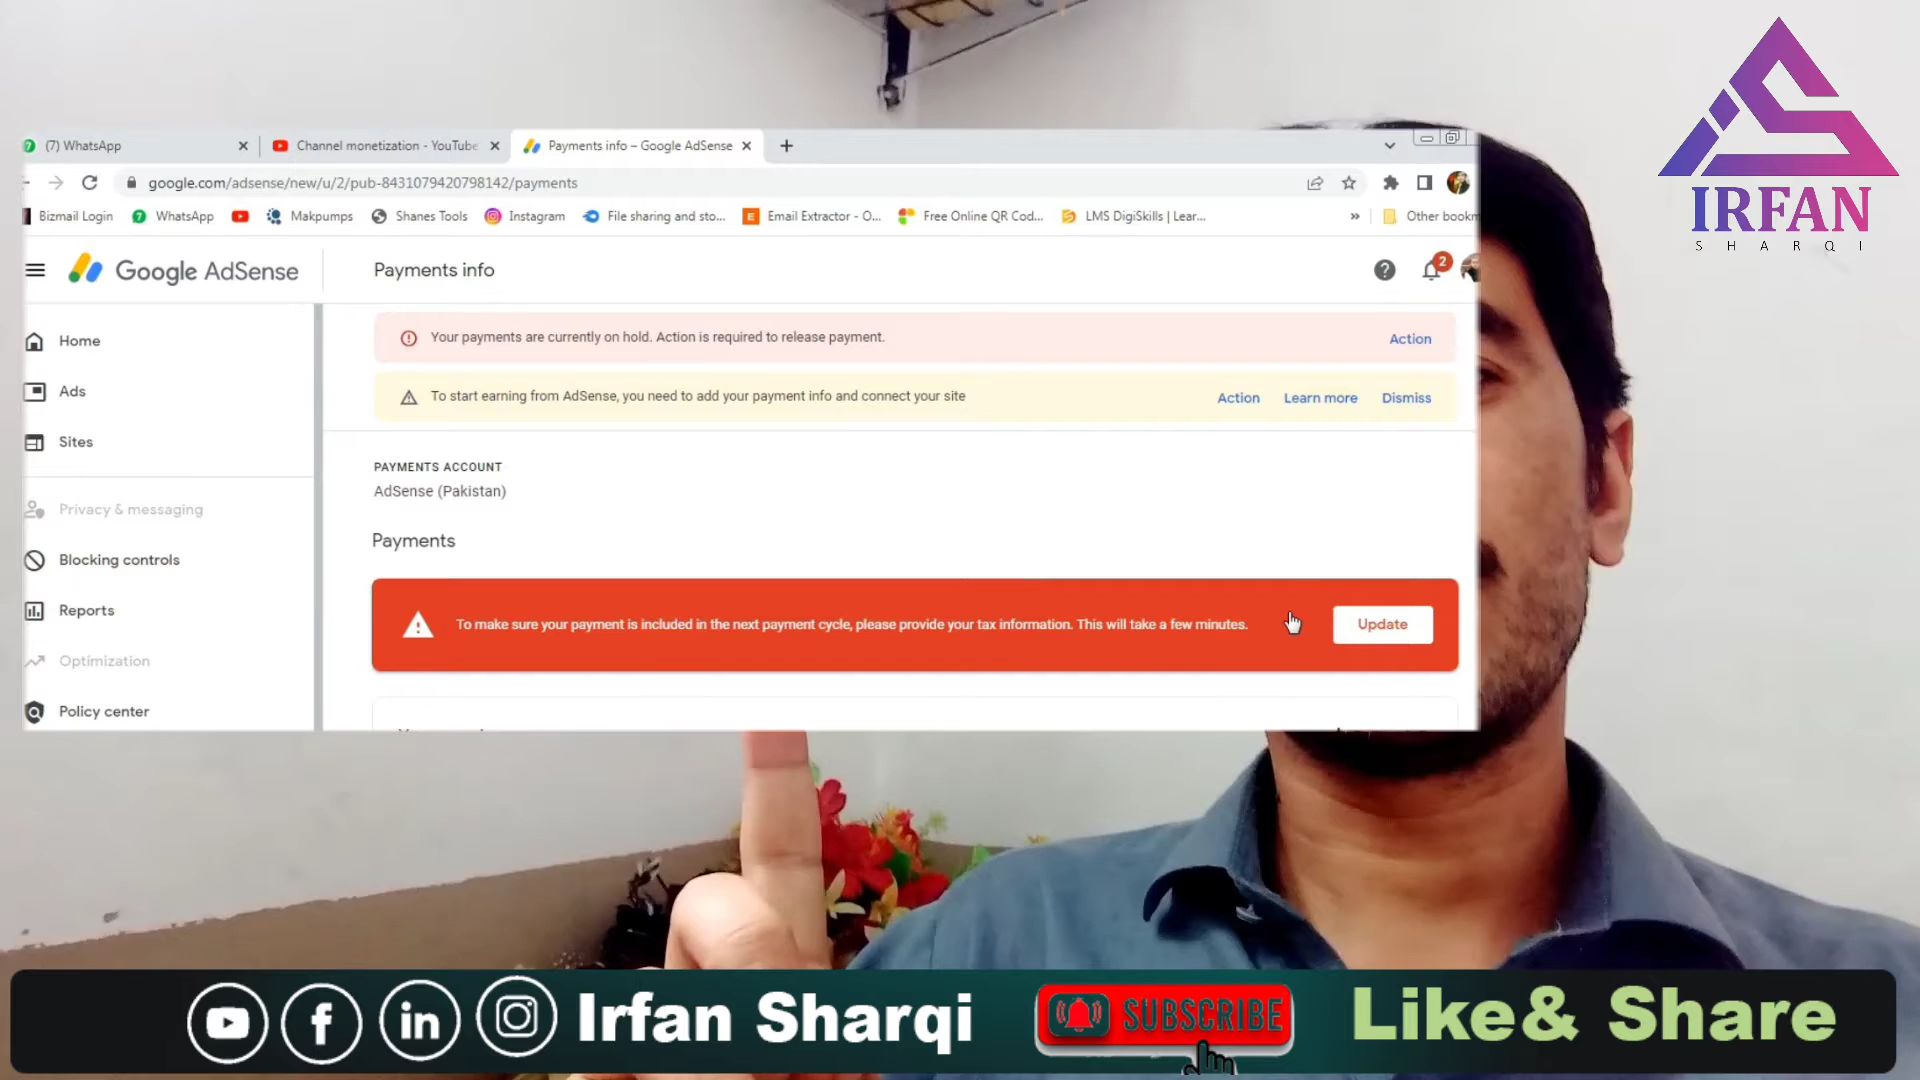 IRFAN
SHARQI
(7) WhatsApp
Channel monetization - YouTube
Payments info – Google AdSense
google.com/adsense/new/u/2/pub-8431079420798142/payments
Bizmail Login
WhatsApp
Makpumps
Shanes Tools
Instagram
File sharing and sto...
Email Extractor - O...
Free Online QR Cod...
LMS DigiSkills | Lear...
»
Other bookm
Google AdSense
Payments info
2
Home
Ads
Sites
Privacy & messaging
Blocking controls
Reports
Optimization
Policy center
Your payments are currently on hold. Action is required to release payment.
Action
To start earning from AdSense, you need to add your payment info and connect your site
Action
Learn more
Dismiss
PAYMENTS ACCOUNT
AdSense (Pakistan)
Payments
To make sure your payment is included in the next payment cycle, please provide your tax information. This will take a few minutes.
Update
Irfan Sharqi
SUBSCRIBE
Like& Share